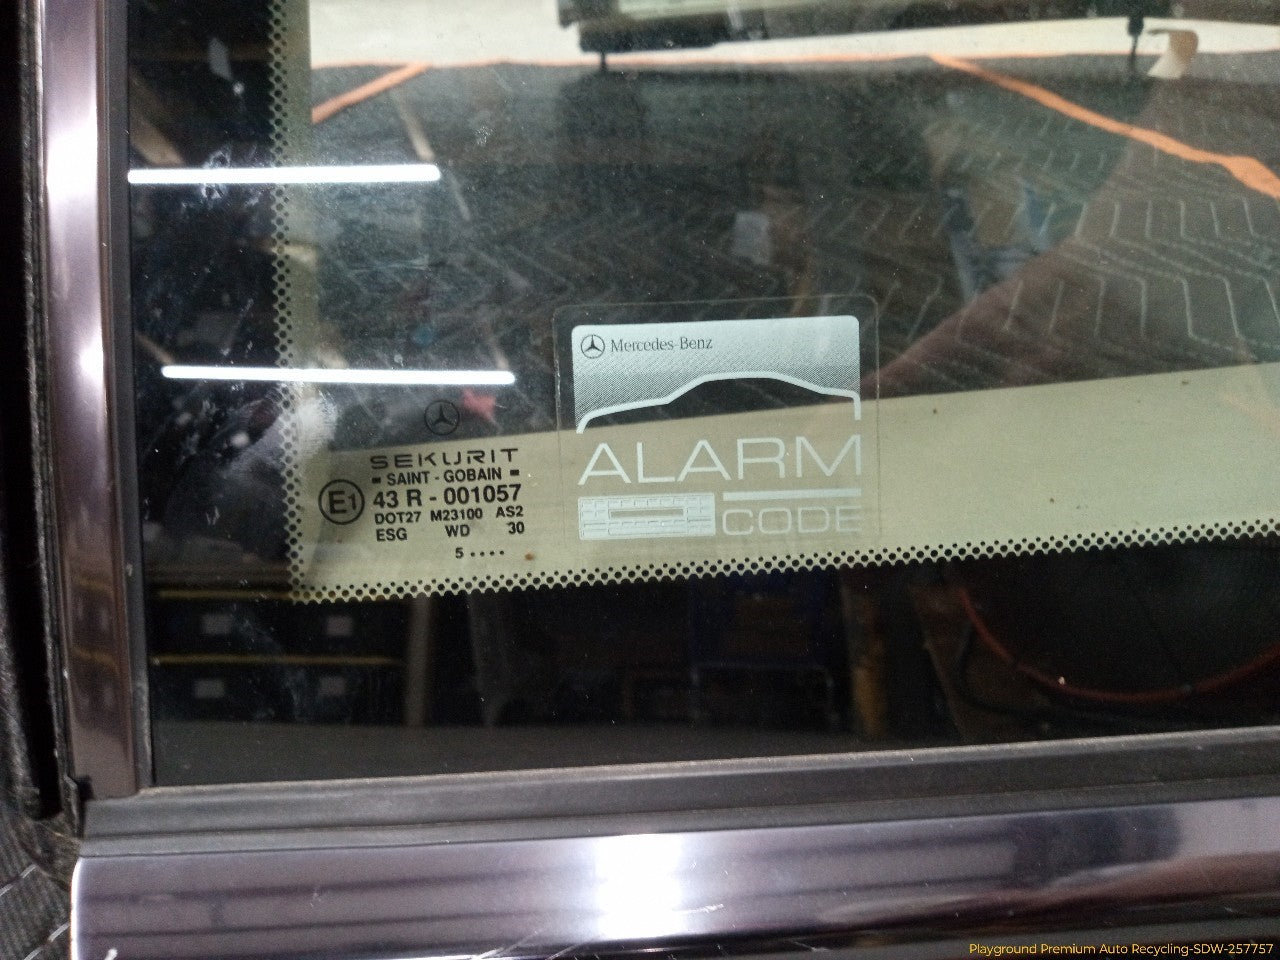 Mercedes-Benz
ALARM
CODE
SEKURIT
SAINT - GOBAIN
E1
43 R - 001057
DOT27 M23100 AS2
ESG WD 30
5 ....
Playground Premium Auto Recycling-SDW-257757